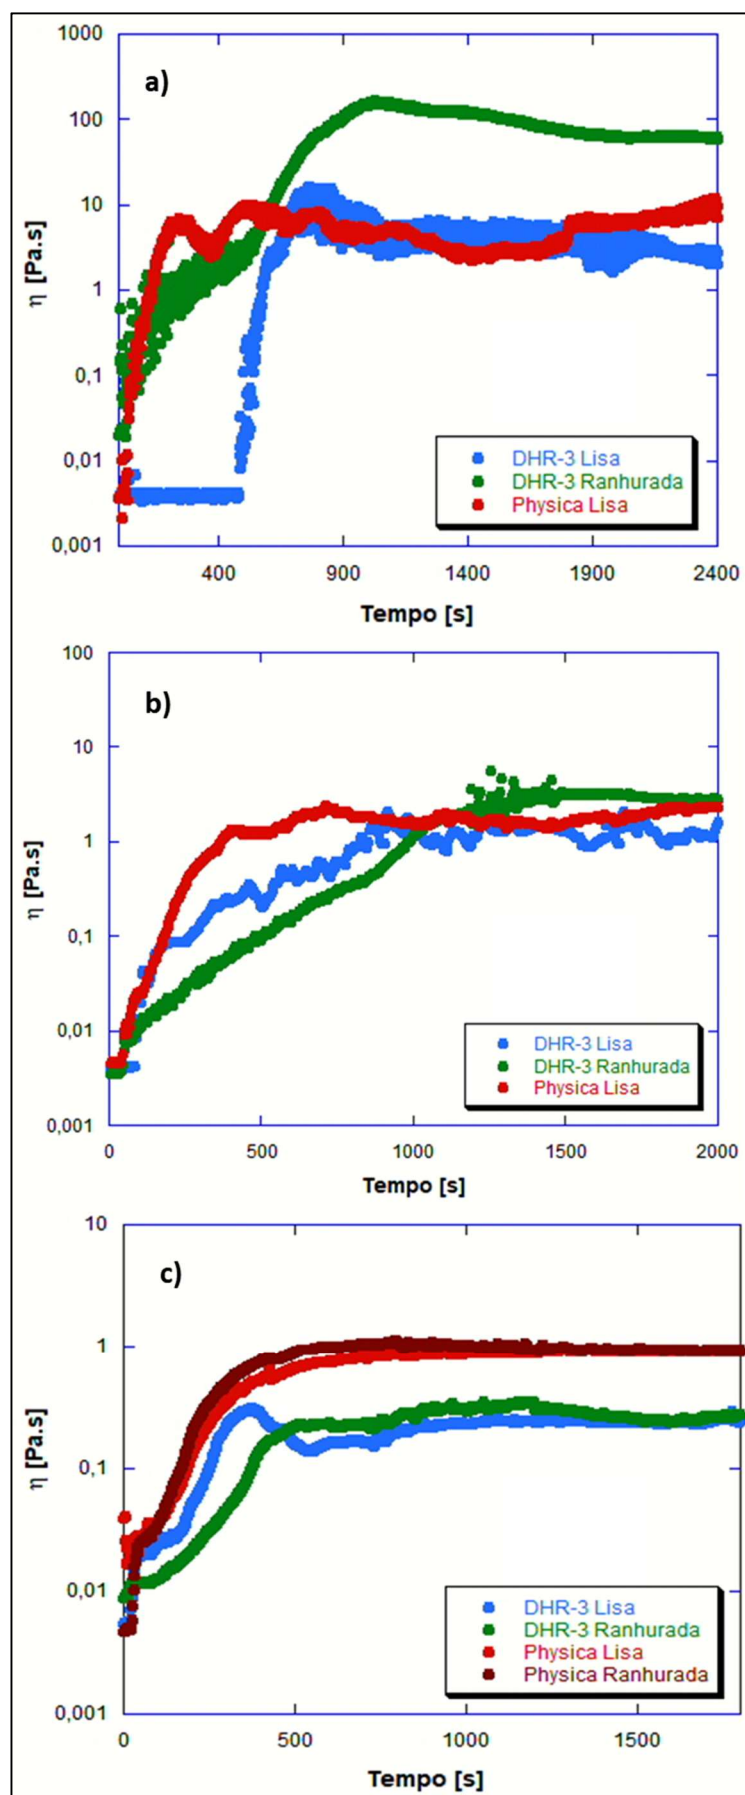 a)
1000
100
10
1
0,1
0,01
0,001
η [Pa.s]
DHR-3 Lisa
DHR-3 Ranhurada
Physica Lisa
400 900 1400 1900 2400
Tempo [s]
b)
100
10
1
0,1
0,01
0,001
η [Pa.s]
DHR-3 Lisa
DHR-3 Ranhurada
Physica Lisa
0 500 1000 1500 2000
Tempo [s]
c)
10
1
0,1
0,01
0,001
η [Pa.s]
DHR-3 Lisa
DHR-3 Ranhurada
Physica Lisa
Physica Ranhurada
0 500 1000 1500
Tempo [s]